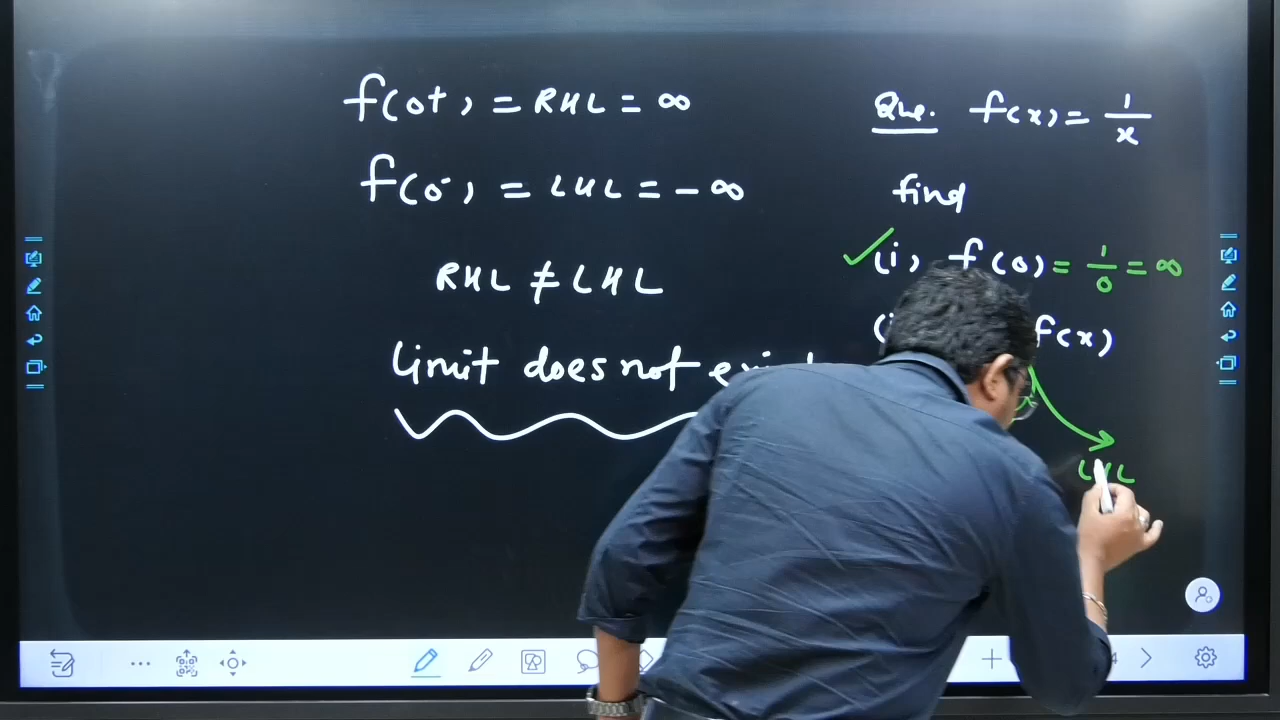 f(0+) = RHL = ∞
f(0-) = LHL = -∞
RHL ≠ LHL
Limit does not
Que. f(x) = 1/x
find
(i) f(0) = 1/0 = ∞
f(x)
LHL